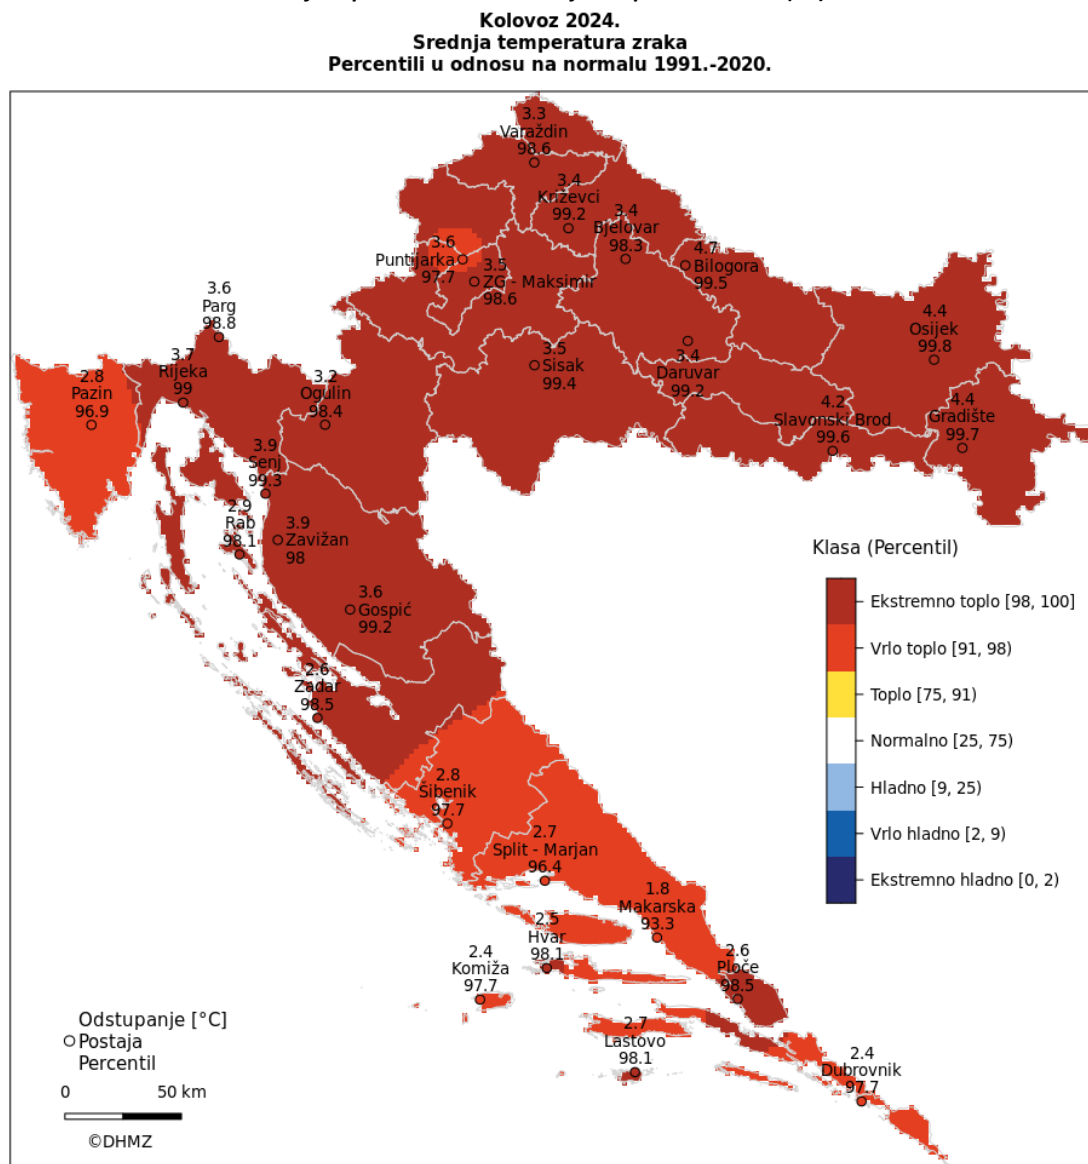 Kolovoz 2024.
Srednja temperatura zraka
Percentili u odnosu na normalu 1991.-2020.
3.3
Varaždin
98.6
3.4
Križevci
99.2
3.4
Bjelovar
98.3
3.6
Puntijarka
97.7
3.5
ZG - Maksimir
98.6
4.7
Bilogora
99.5
3.6
Parg
98.8
4.4
Osijek
99.8
3.7
Rijeka
99
2.8
Pazin
96.9
3.2
Ogulin
98.4
3.5
Sisak
99.4
3.4
Daruvar
99.2
4.2
Slavonski Brod
99.6
4.4
Gradište
99.7
3.9
Senj
99.3
2.9
Rab
98.1
3.9
Zavižan
98
3.6
Gospić
99.2
2.6
Zadar
98.5
Klasa (Percentil)
Ekstremno toplo [98, 100]
Vrlo toplo [91, 98)
Toplo [75, 91)
Normalno [25, 75)
Hladno [9, 25)
Vrlo hladno [2, 9)
Ekstremno hladno [0, 2)
2.8
Šibenik
97.7
2.7
Split - Marjan
96.4
1.8
Makarska
93.3
2.5
Hvar
98.1
2.4
Komiža
97.7
2.6
Ploče
98.5
2.7
Lastovo
98.1
2.4
Dubrovnik
97.7
Odstupanje [°C]
Postaja
Percentil
0 50 km
©DHMZ